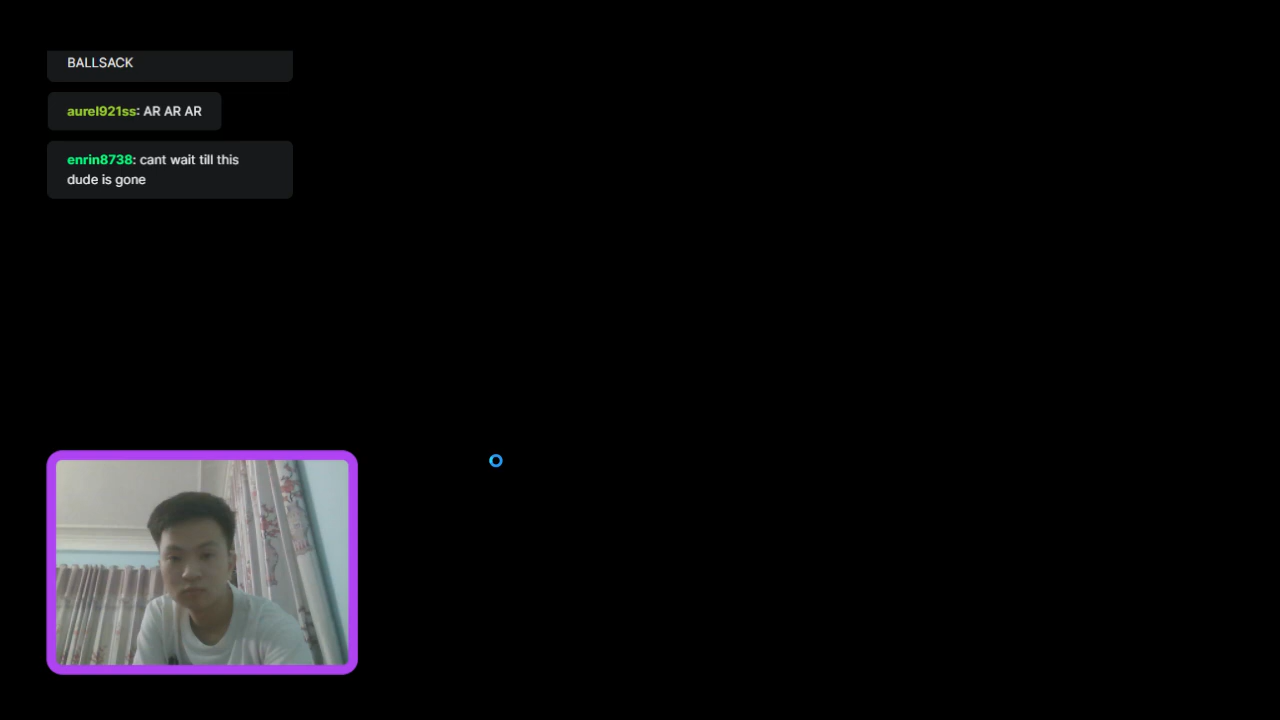 BALLSACK
aurel921ss: AR AR AR
enrin8738: cant wait till this
dude is gone